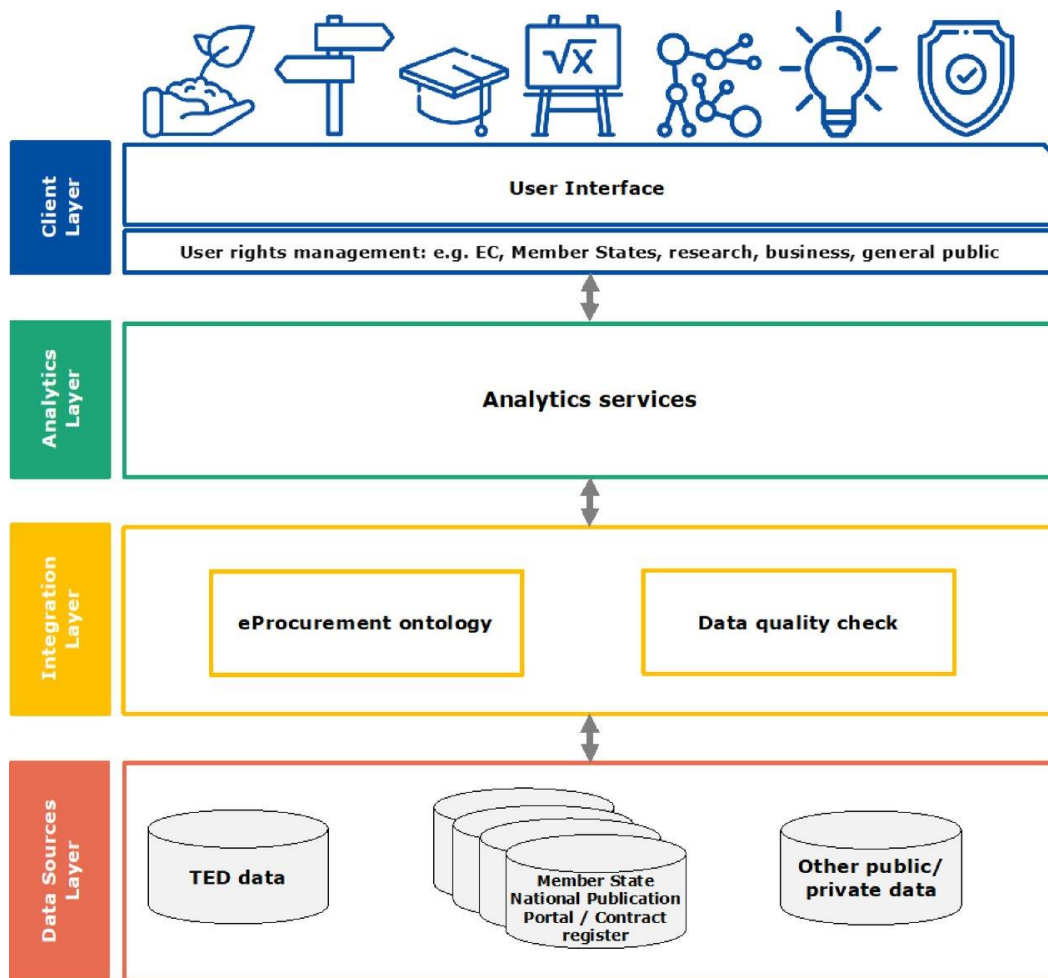 √x
Client
Layer
User Interface
User rights management: e.g. EC, Member States, research, business, general public
Analytics
Layer
Analytics services
Integration
Layer
eProcurement ontology
Data quality check
Data Sources
Layer
TED data
Member State
National Publication
Portal / Contract
register
Other public/
private data